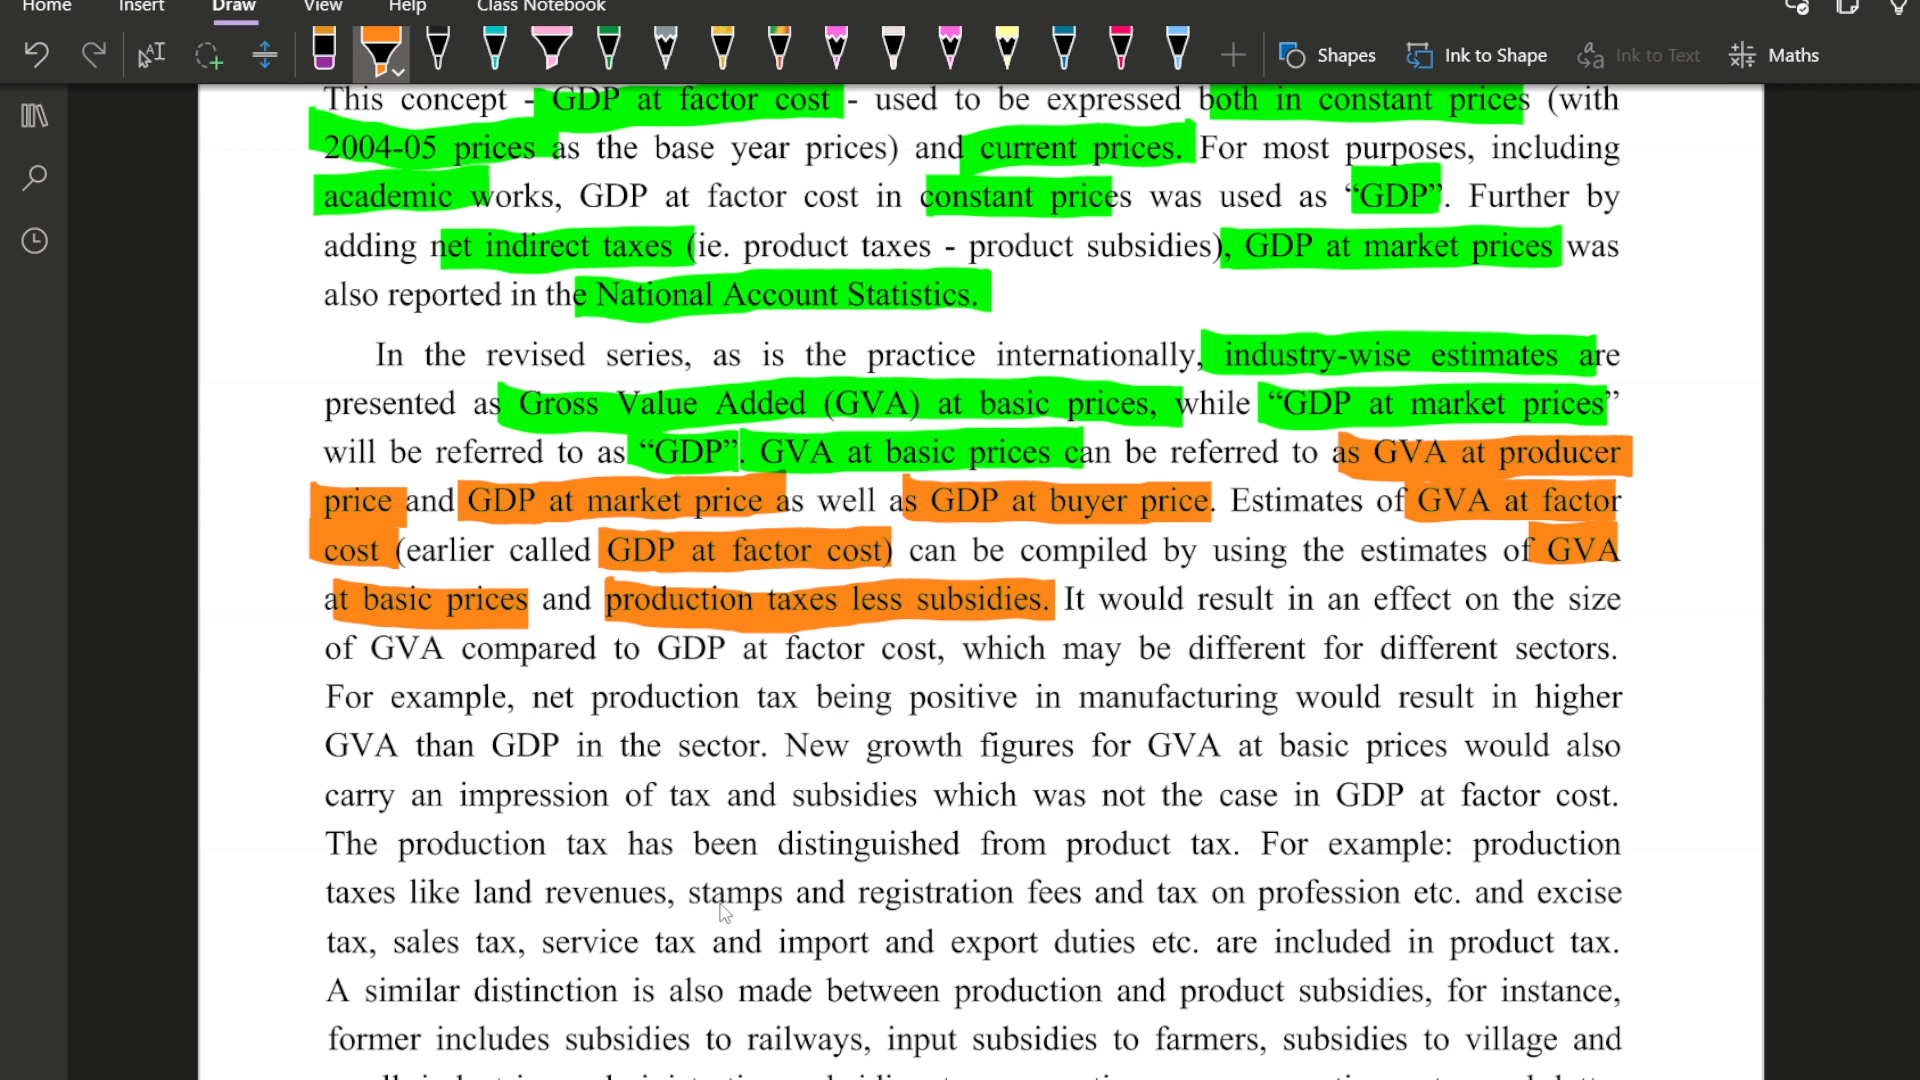 Home Insert Draw View Help Class Notebook
Shapes Ink to Shape Ink to Text Maths
This concept - GDP at factor cost - used to be expressed both in constant prices (with
2004-05 prices as the base year prices) and current prices. For most purposes, including
academic works, GDP at factor cost in constant prices was used as “GDP”. Further by
adding net indirect taxes (ie. product taxes - product subsidies), GDP at market prices was
also reported in the National Account Statistics.
In the revised series, as is the practice internationally, industry-wise estimates are
presented as Gross Value Added (GVA) at basic prices, while “GDP at market prices”
will be referred to as “GDP”. GVA at basic prices can be referred to as GVA at producer
price and GDP at market price as well as GDP at buyer price. Estimates of GVA at factor
cost (earlier called GDP at factor cost) can be compiled by using the estimates of GVA
at basic prices and production taxes less subsidies. It would result in an effect on the size
of GVA compared to GDP at factor cost, which may be different for different sectors.
For example, net production tax being positive in manufacturing would result in higher
GVA than GDP in the sector. New growth figures for GVA at basic prices would also
carry an impression of tax and subsidies which was not the case in GDP at factor cost.
The production tax has been distinguished from product tax. For example: production
taxes like land revenues, stamps and registration fees and tax on profession etc. and excise
tax, sales tax, service tax and import and export duties etc. are included in product tax.
A similar distinction is also made between production and product subsidies, for instance,
former includes subsidies to railways, input subsidies to farmers, subsidies to village and